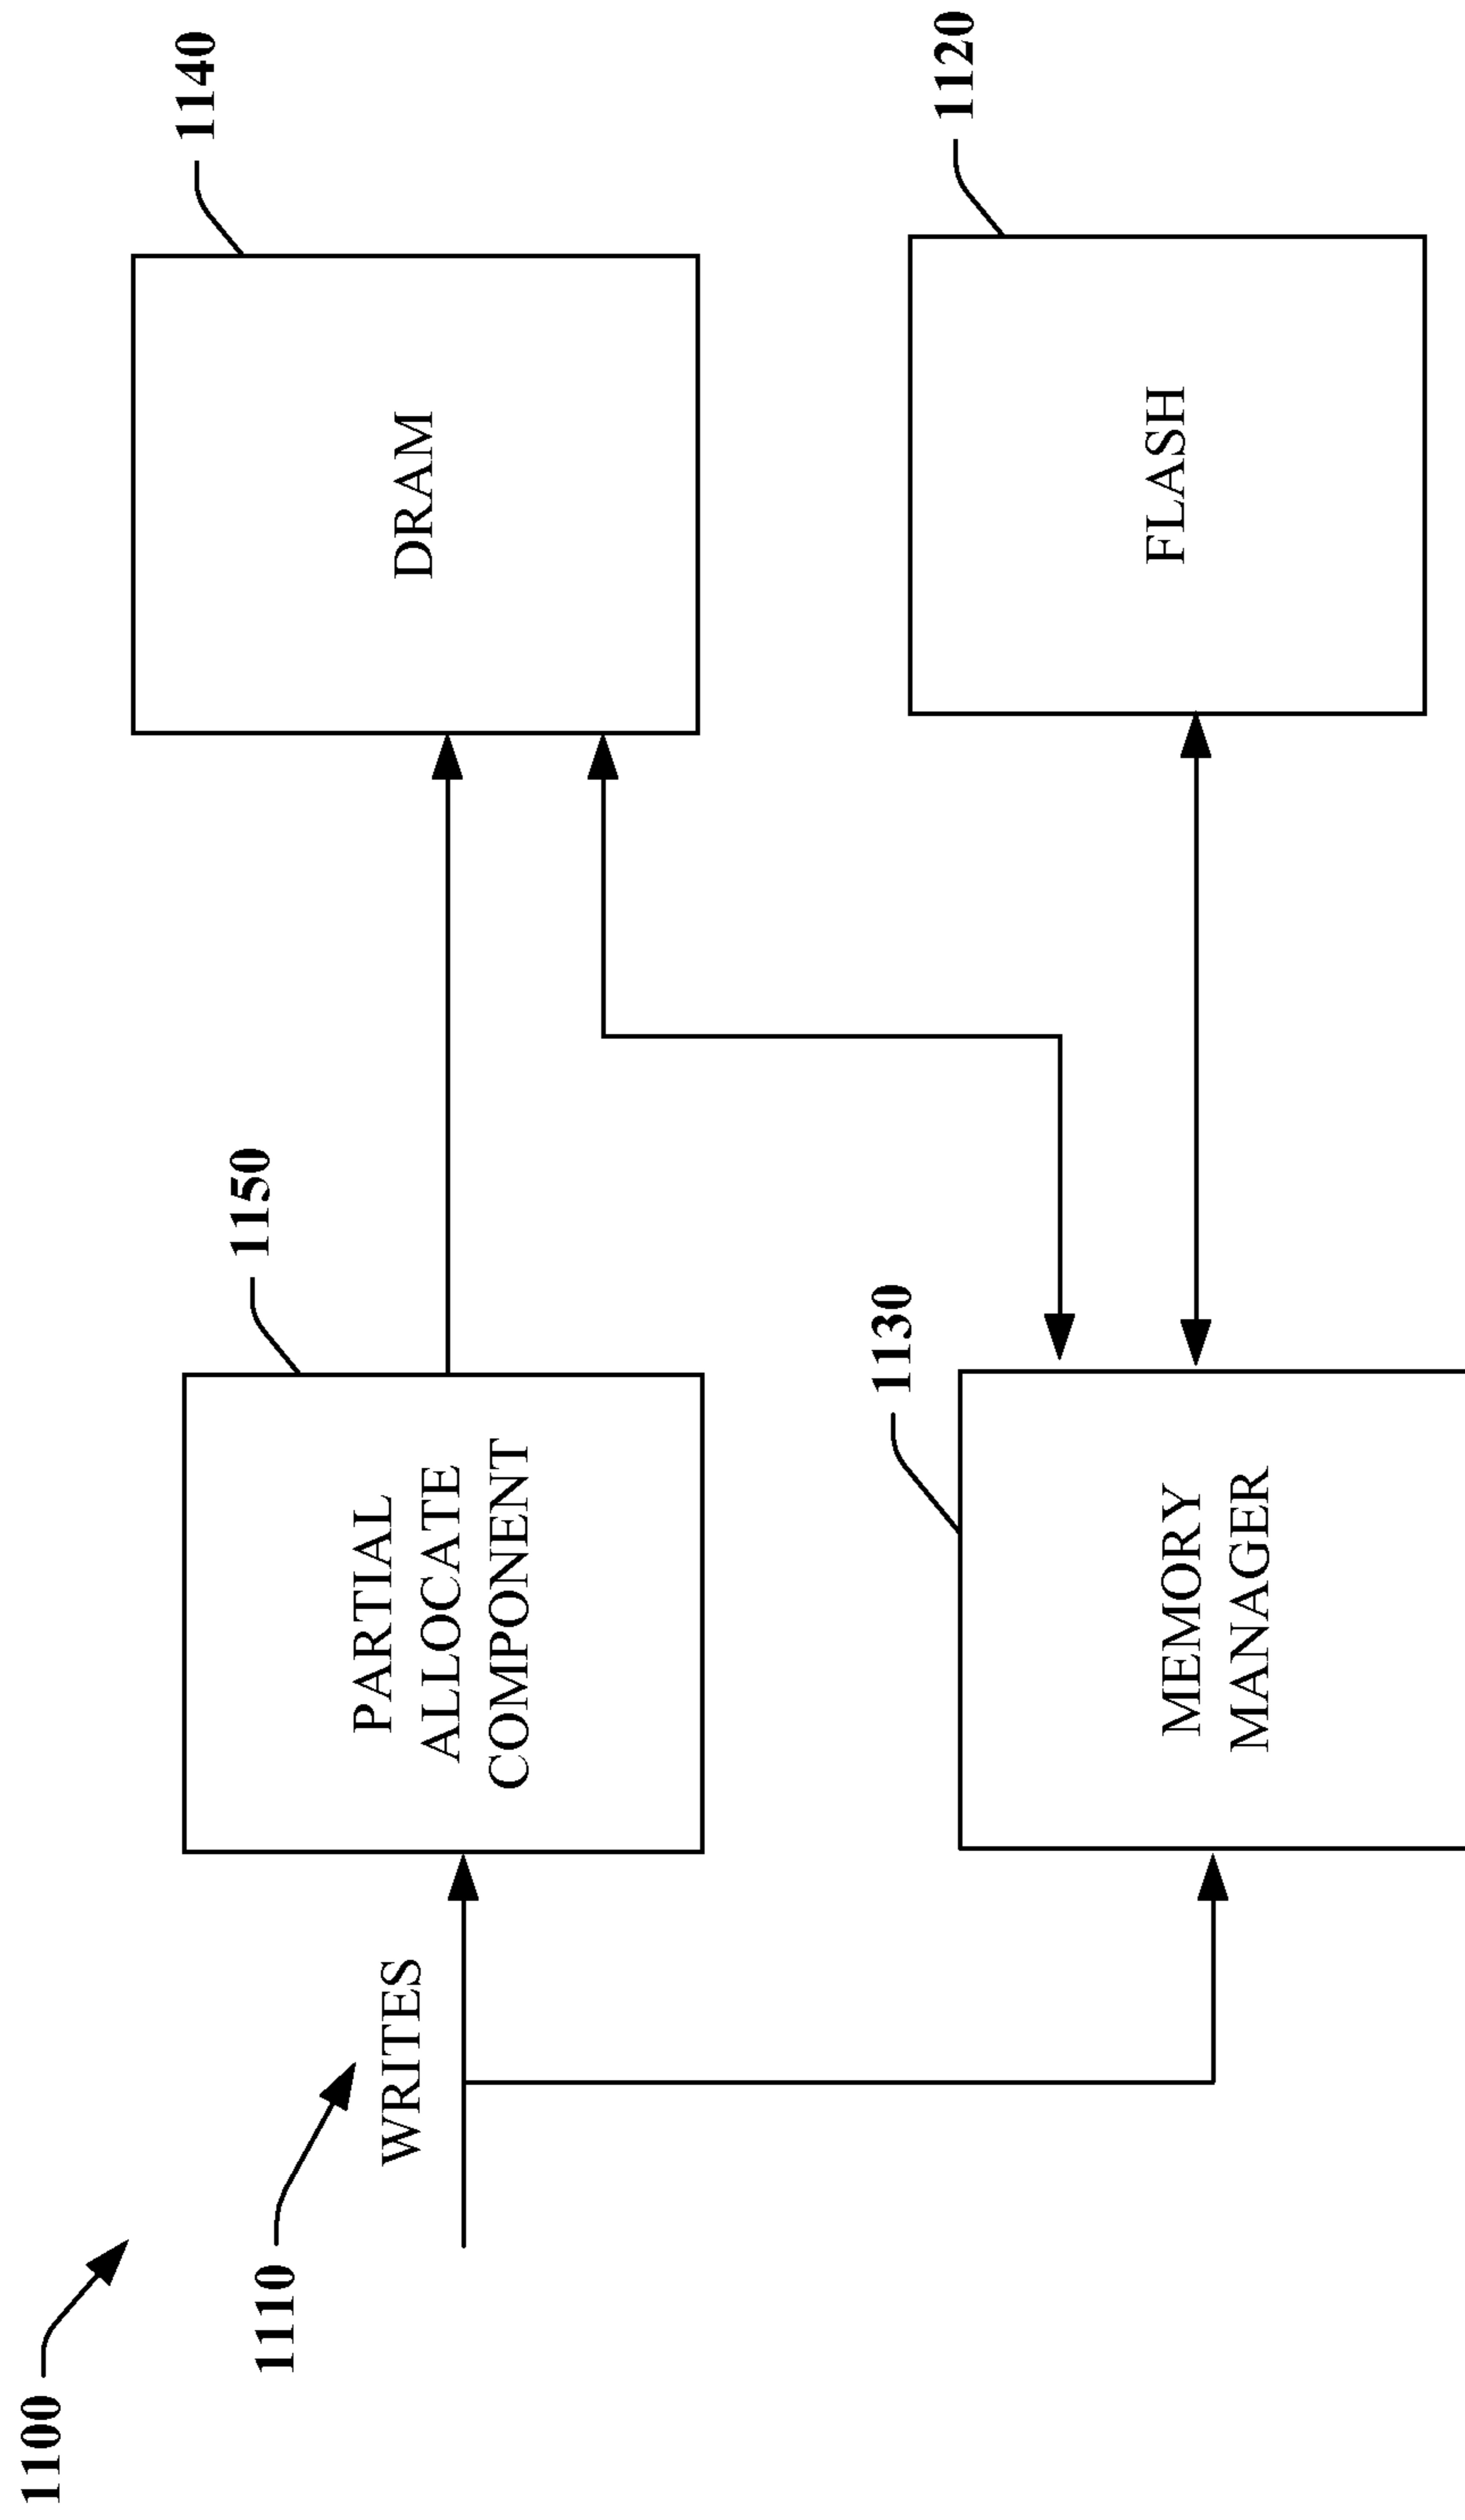 1100
1110
WRITES
1150
PARTIAL
ALLOCATE
COMPONENT
1140
DRAM
1130
MEMORY
MANAGER
1120
FLASH